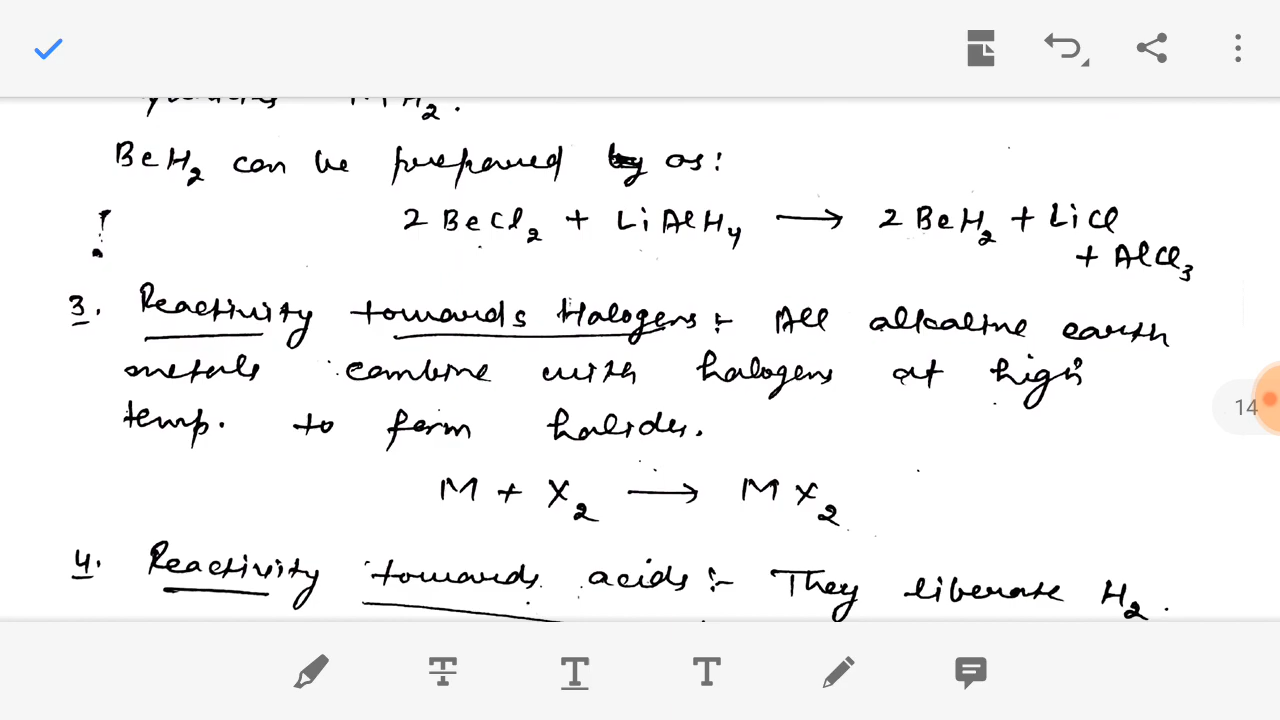 MH₂.
BeH₂ can be prepared by as:
2 BeCl₂ + LiAlH₄ ⟶ 2 BeH₂ + LiCl
+ AlCl₃
3. Reactivity towards Halogens :- All alkaline earth
metals combine with halogens at high
temp. to form halides.
M + X₂ ⟶ MX₂
14
4. Reactivity towards acids :- They liberate H₂.